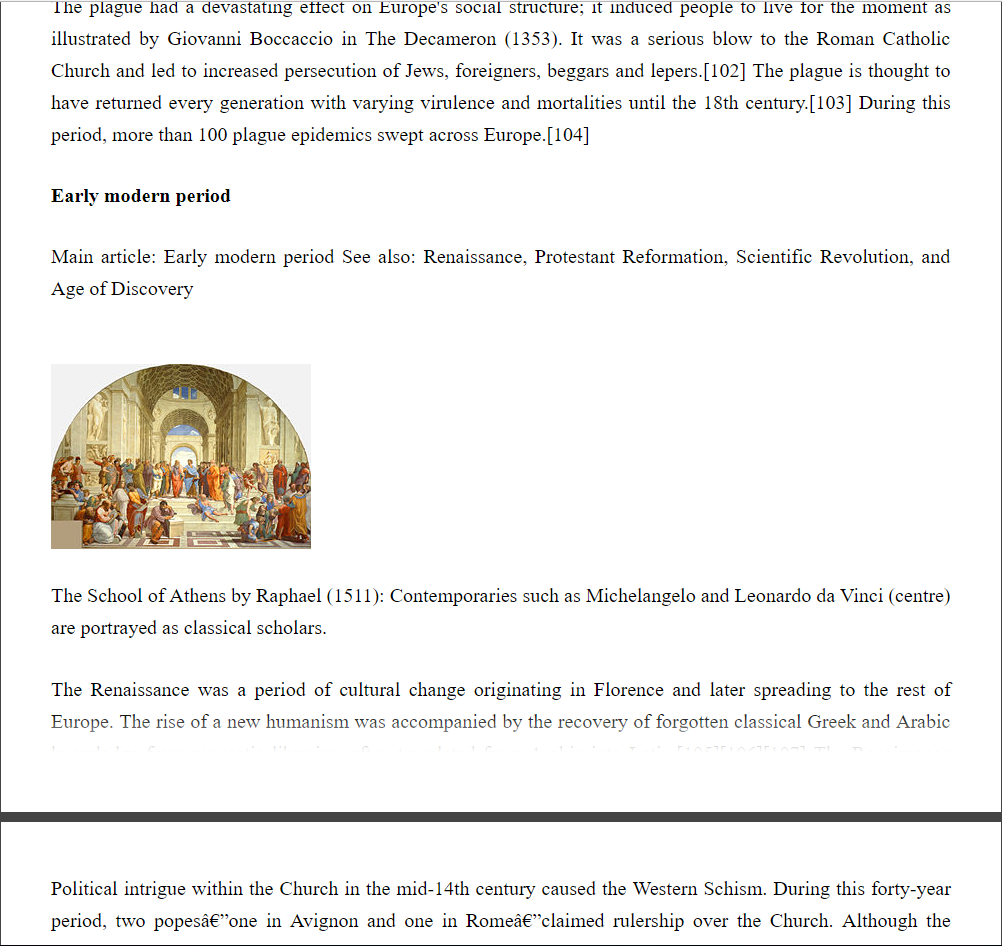 The plague had a devastating effect on Europe's social structure; it induced people to live for the moment as
illustrated by Giovanni Boccaccio in The Decameron (1353). It was a serious blow to the Roman Catholic
Church and led to increased persecution of Jews, foreigners, beggars and lepers.[102] The plague is thought to
have returned every generation with varying virulence and mortalities until the 18th century.[103] During this
period, more than 100 plague epidemics swept across Europe.[104]
Early modern period
Main article: Early modern period See also: Renaissance, Protestant Reformation, Scientific Revolution, and
Age of Discovery
The School of Athens by Raphael (1511): Contemporaries such as Michelangelo and Leonardo da Vinci (centre)
are portrayed as classical scholars.
The Renaissance was a period of cultural change originating in Florence and later spreading to the rest of
Europe. The rise of a new humanism was accompanied by the recovery of forgotten classical Greek and Arabic
Political intrigue within the Church in the mid-14th century caused the Western Schism. During this forty-year
period, two popesâ€”one in Avignon and one in Romeâ€”claimed rulership over the Church. Although the